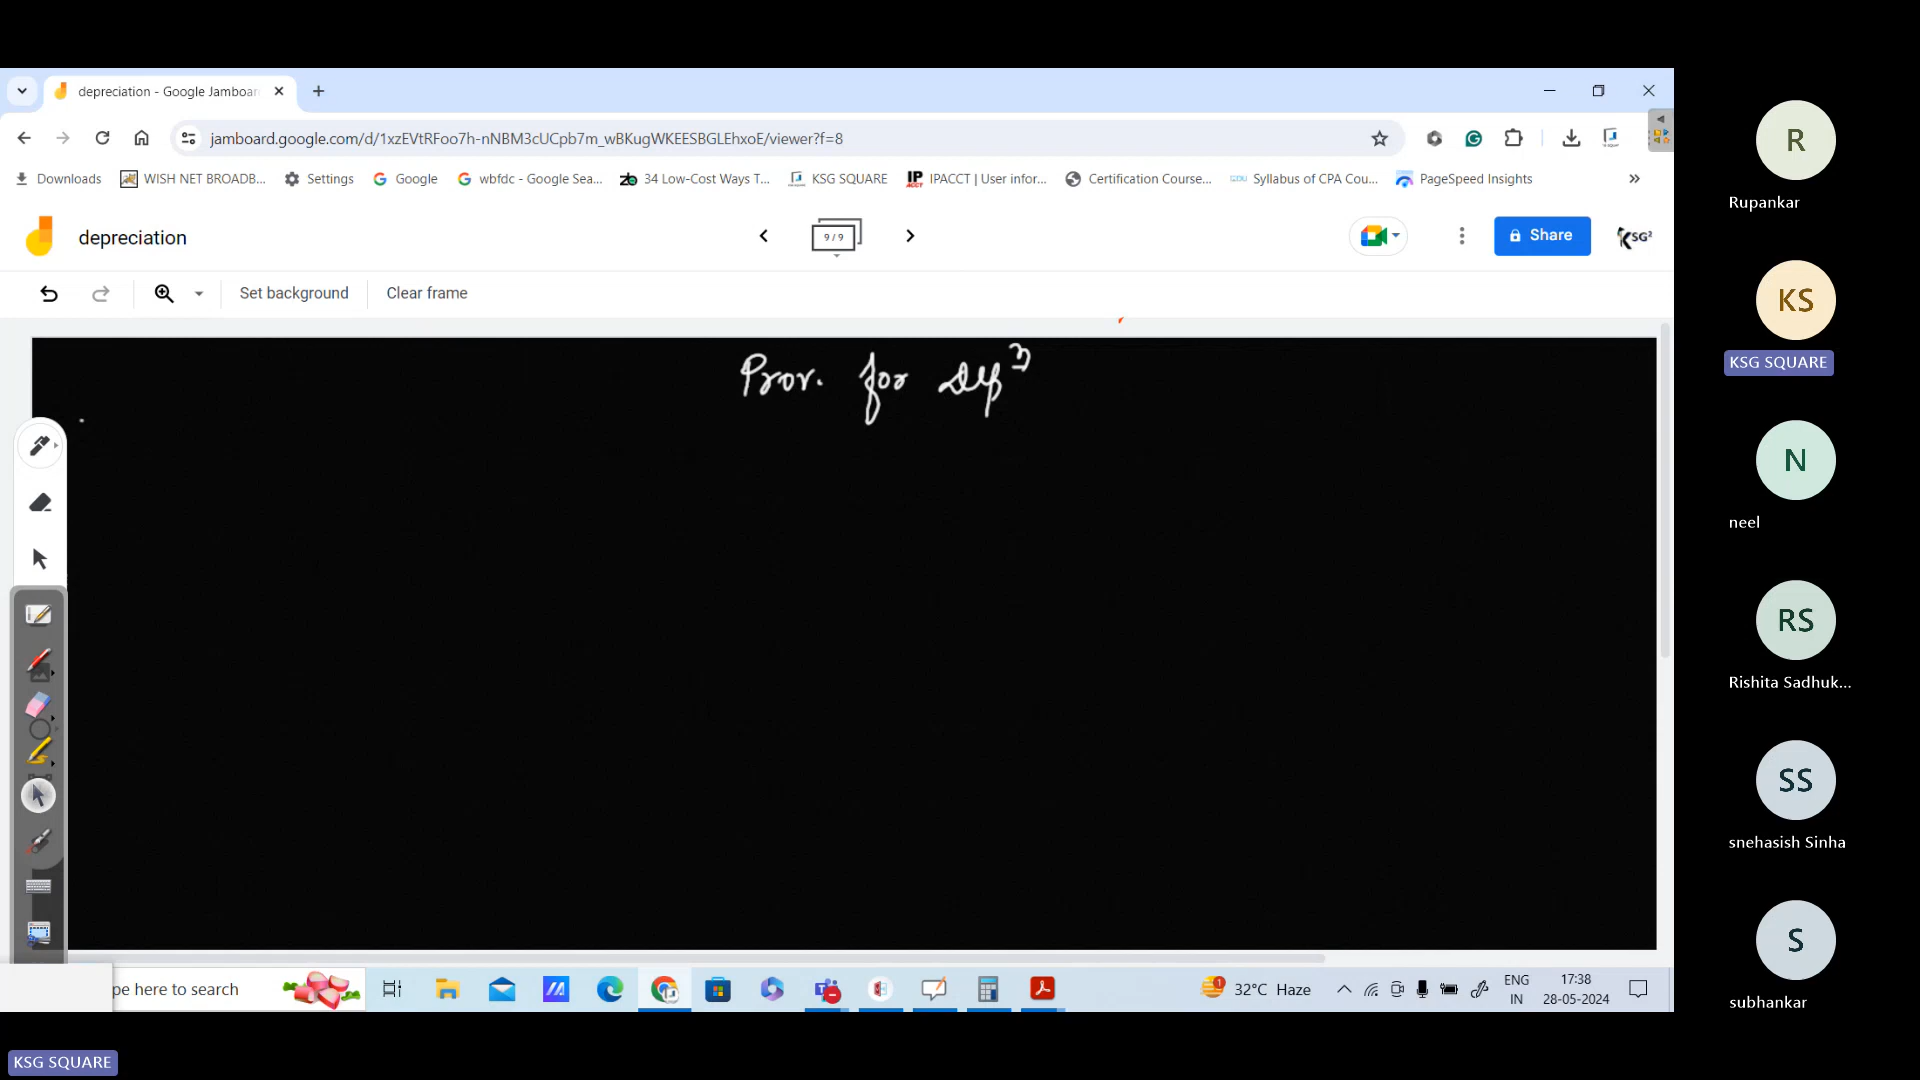 depreciation - Google Jamboar
jamboard.google.com/d/1xzEVtRFoo7h-nNBM3cUCpb7m_wBKugWKEESBGLEhxoE/viewer?f=8
Downloads WISH NET BROADB... Settings Google wbfdc - Google Sea... 34 Low-Cost Ways T... KSG SQUARE IPACCT | User infor... Certification Course... Syllabus of CPA Cou... PageSpeed Insights
depreciation 9 / 9 Share KSG²
Set background Clear frame
Prov. for
R
Rupankar
KS
KSG SQUARE
N
neel
RS
Rishita Sadhuk...
SS
snehasish Sinha
S
subhankar
pe here to search
32°C Haze
ENG
IN
17:38
28-05-2024
KSG SQUARE